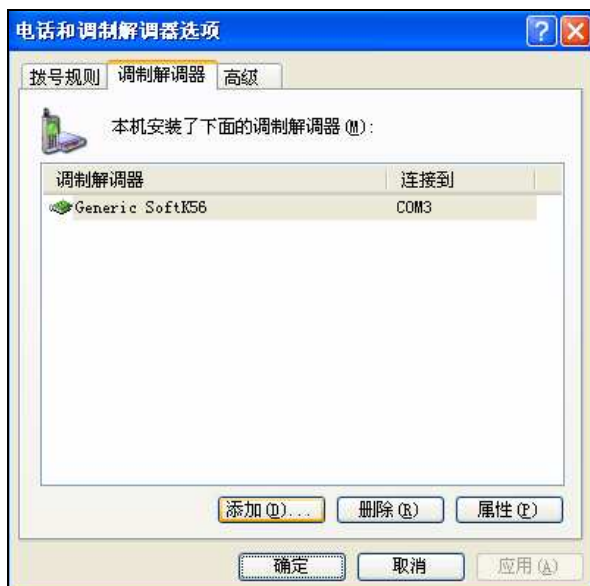 电话和调制解调器选项
拨号规则 调制解调器 高级
本机安装了下面的调制解调器(M):
调制解调器 连接到
Generic SoftK56 COM3
添加(D)... 删除(R) 属性(P)
确定 取消 应用(A)